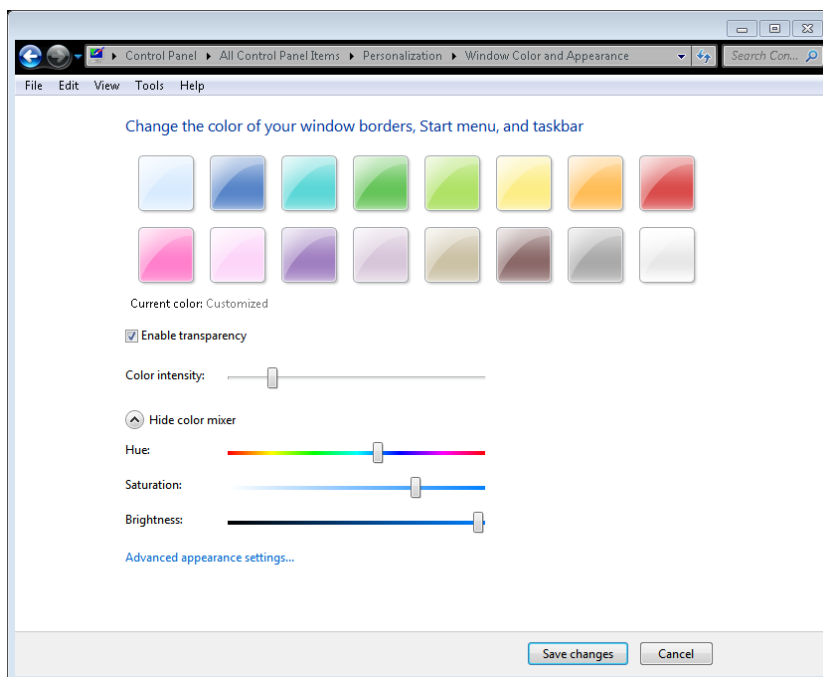 Control Panel All Control Panel Items Personalization Window Color and Appearance Search Con...
File Edit View Tools Help
Change the color of your window borders, Start menu, and taskbar
Current color: Customized
Enable transparency
Color intensity:
Hide color mixer
Hue:
Saturation:
Brightness:
Advanced appearance settings...
Save changes Cancel